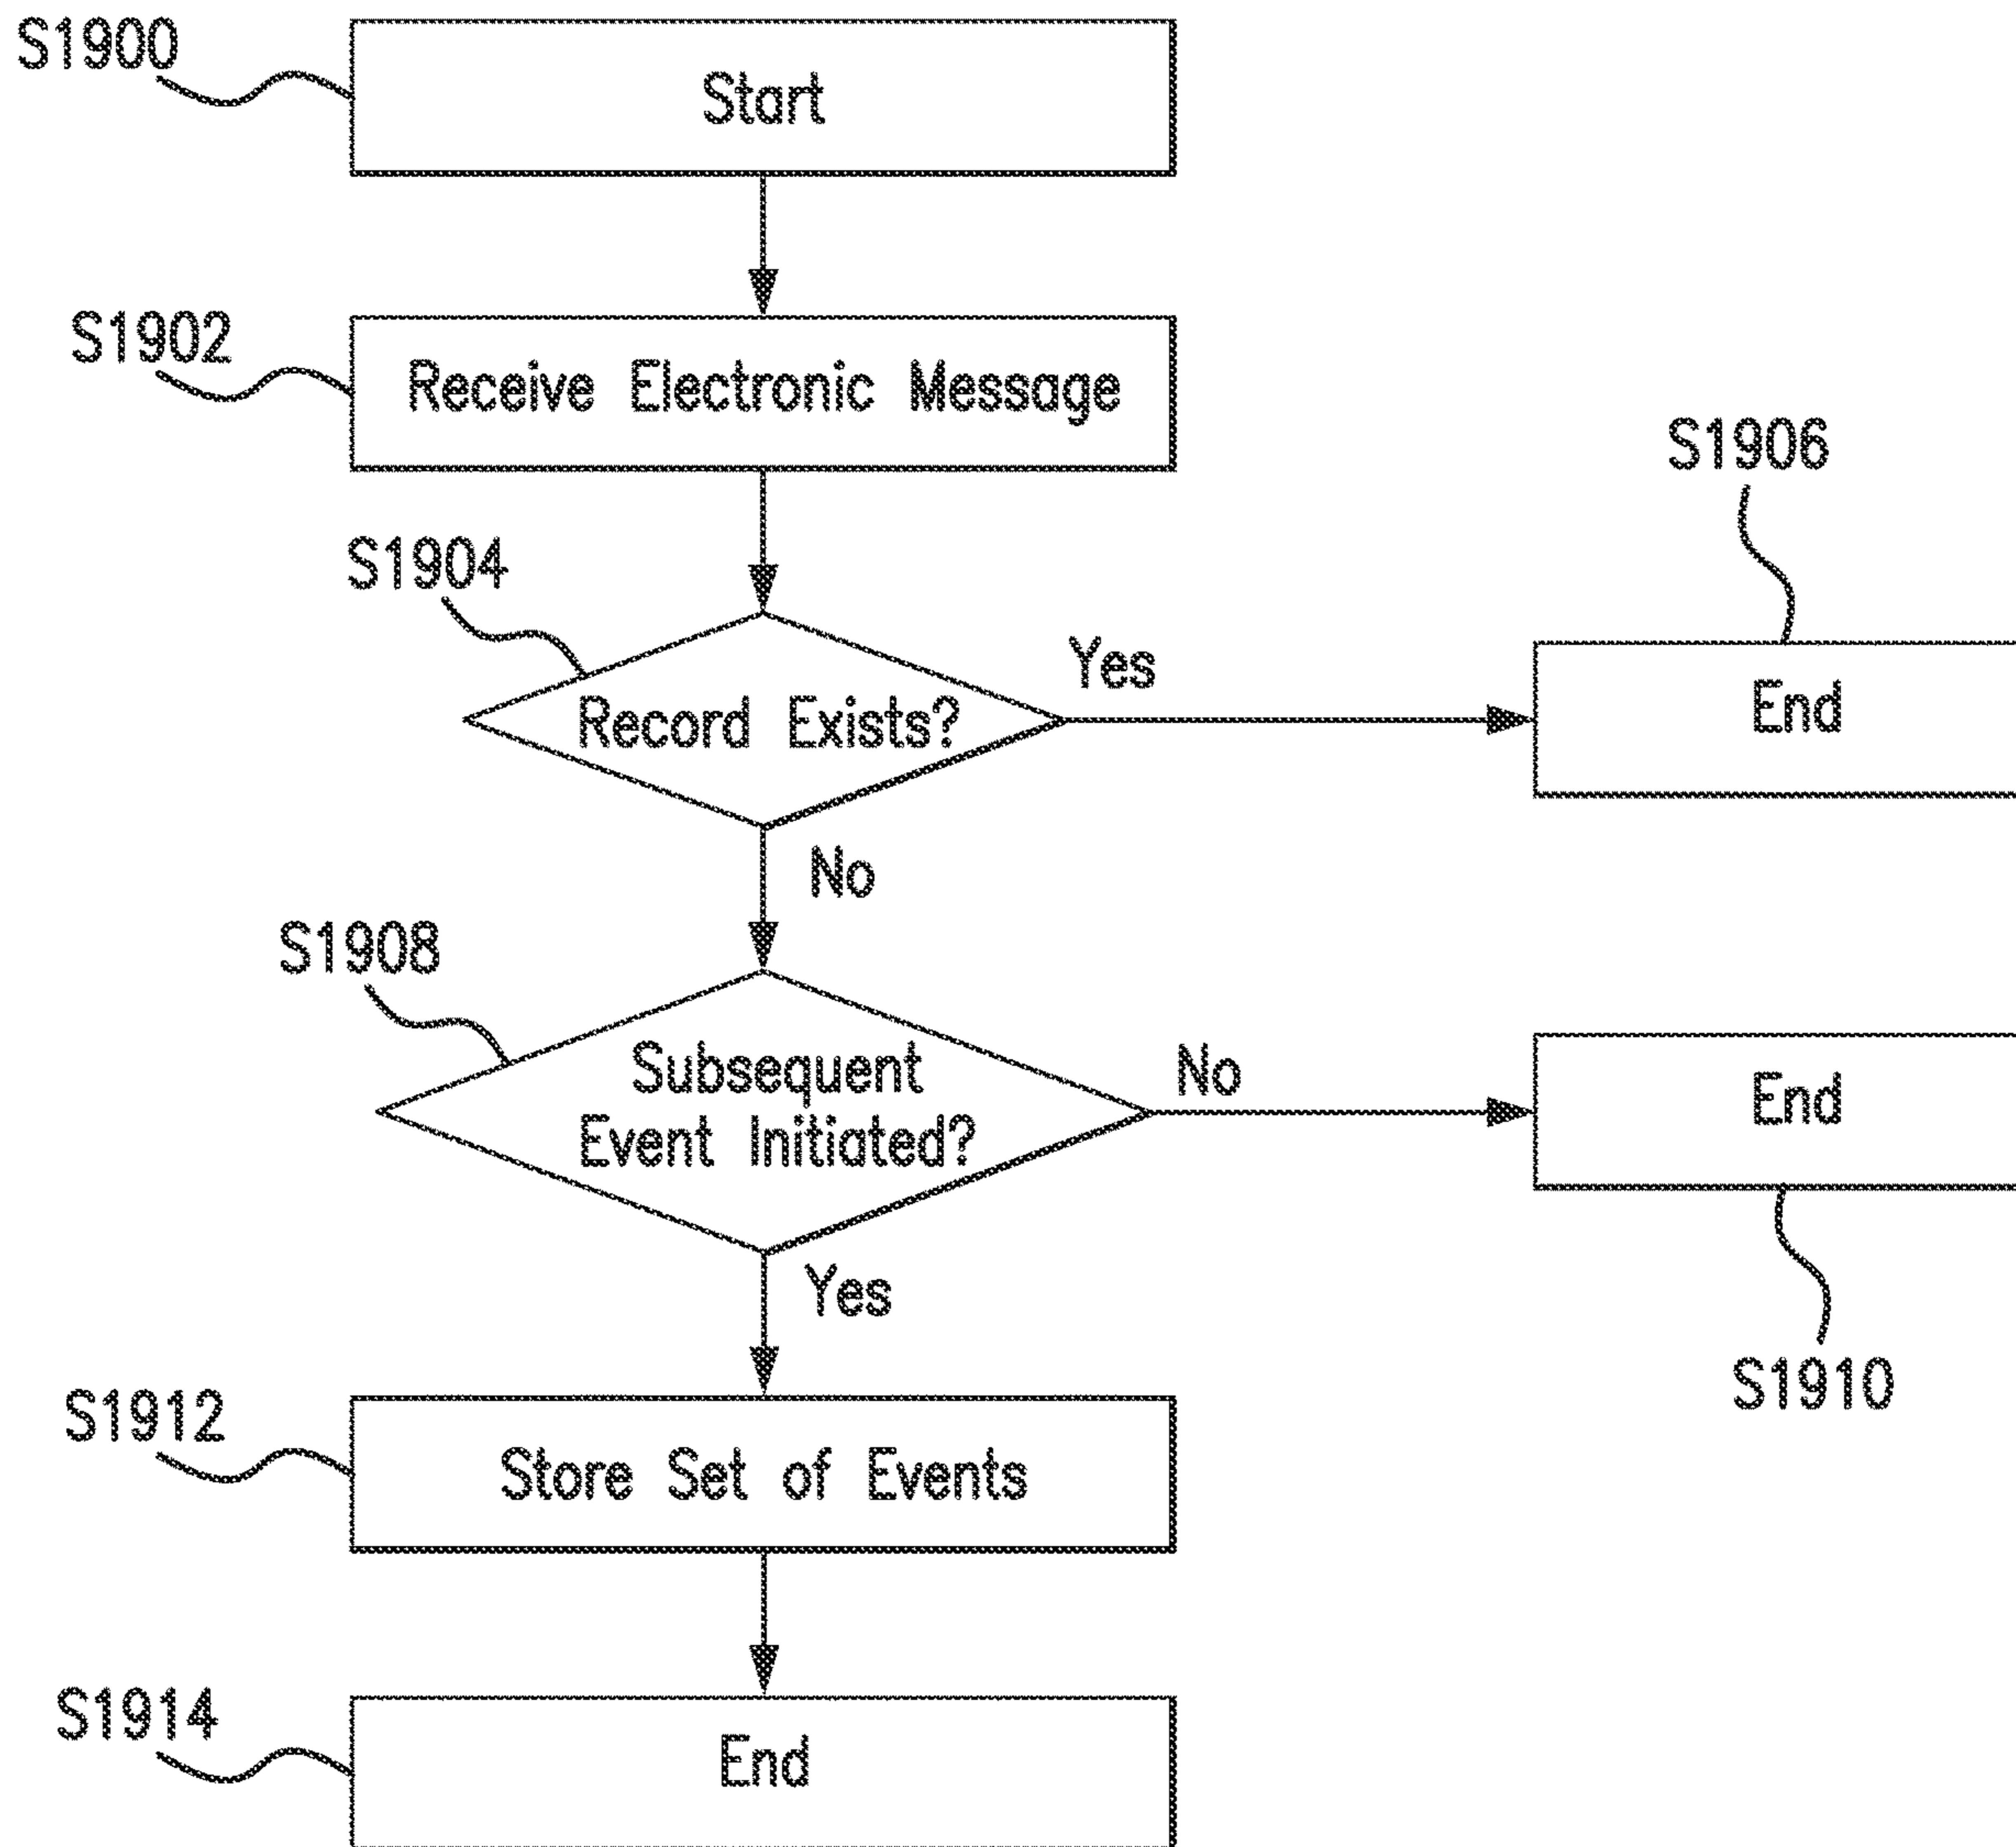 S1900
Start
S1902
Receive Electronic Message
S1906
S1904
Yes
Record Exists?
End
No
S1908
Subsequent
Event Initiated?
No
End
Yes
S1910
S1912
Store Set of Events
S1914
End